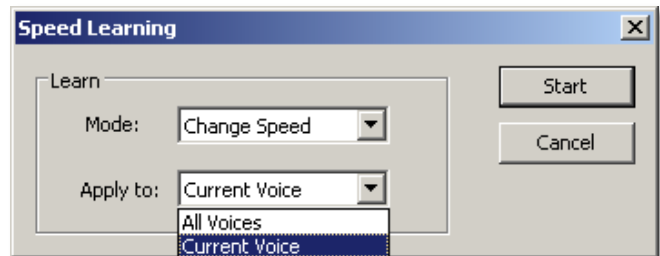 Speed Learning
Learn
Start
Mode: Change Speed
Cancel
Apply to: Current Voice
All Voices
Current Voice